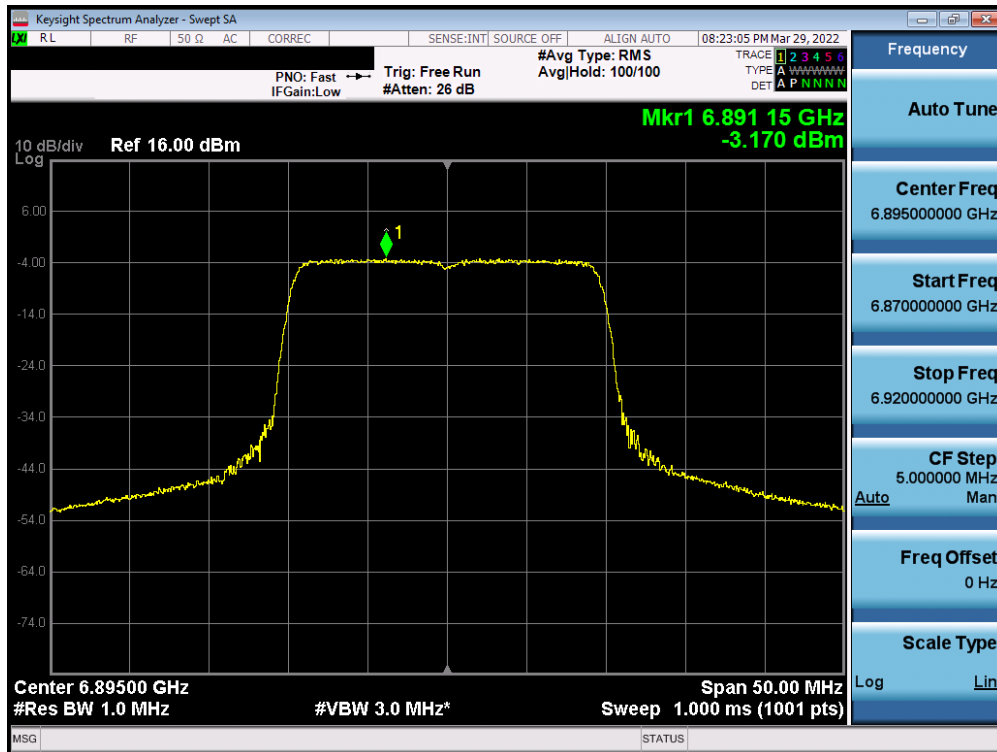 Keysight Spectrum Analyzer - Swept SA
LXI RL RF 50 Ω AC CORREC SENSE:INT SOURCE OFF ALIGN AUTO 08:23:05 PM Mar 29, 2022
PNO: Fast
IFGain:Low
Trig: Free Run
#Atten: 26 dB
#Avg Type: RMS
Avg|Hold: 100/100
TRACE 1 2 3 4 5 6
TYPE A WWWWW
DET A P N N N N
Mkr1 6.891 15 GHz
-3.170 dBm
10 dB/div Ref 16.00 dBm
Log
1
6.00
-4.00
-14.0
-24.0
-34.0
-44.0
-54.0
-64.0
-74.0
Center 6.89500 GHz Span 50.00 MHz
#Res BW 1.0 MHz #VBW 3.0 MHz* Sweep 1.000 ms (1001 pts)
MSG STATUS
Frequency
Auto Tune
Center Freq
6.895000000 GHz
Start Freq
6.870000000 GHz
Stop Freq
6.920000000 GHz
CF Step
5.000000 MHz
Auto Man
Freq Offset
0 Hz
Scale Type
Log Lin